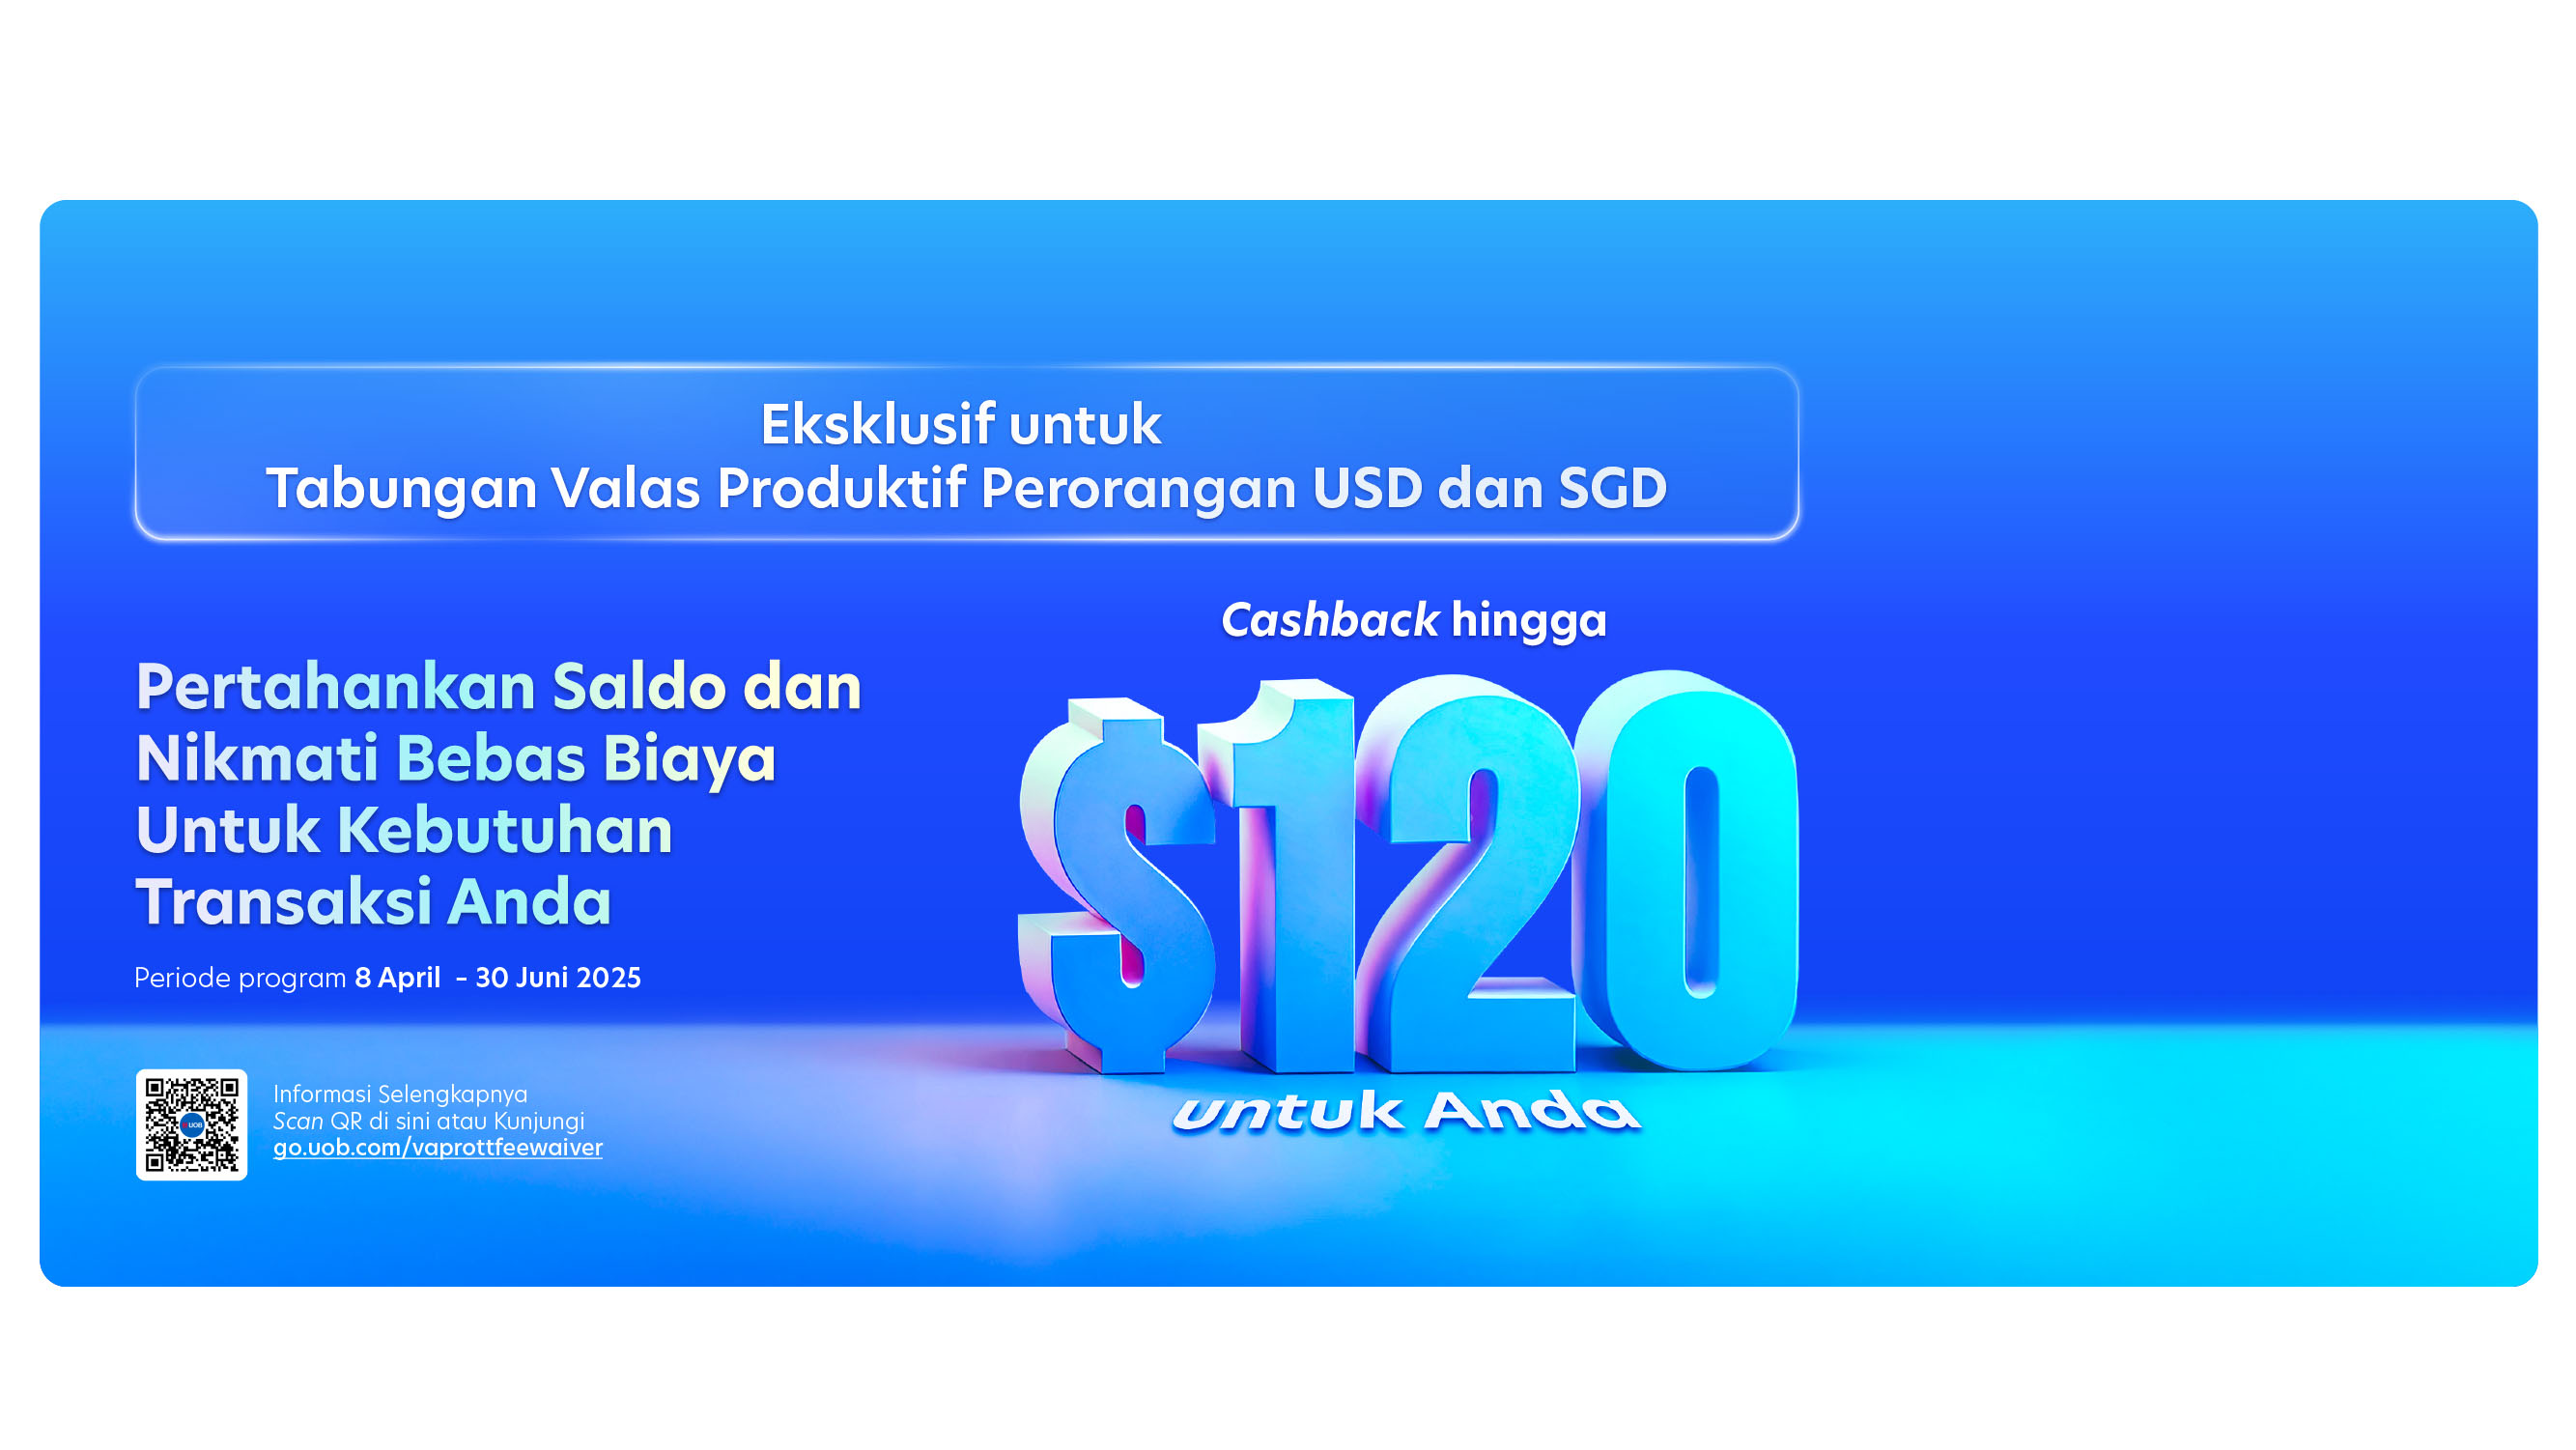 Eksklusif untuk
Tabungan Valas Produktif Perorangan USD dan SGD
Pertahankan Saldo dan
Nikmati Bebas Biaya
Untuk Kebutuhan
Transaksi Anda
Periode program 8 April – 30 Juni 2025
Cashback hingga
$120
untuk Anda
UOB
Informasi Selengkapnya
Scan QR di sini atau Kunjungi
go.uob.com/vaprottfeewaiver